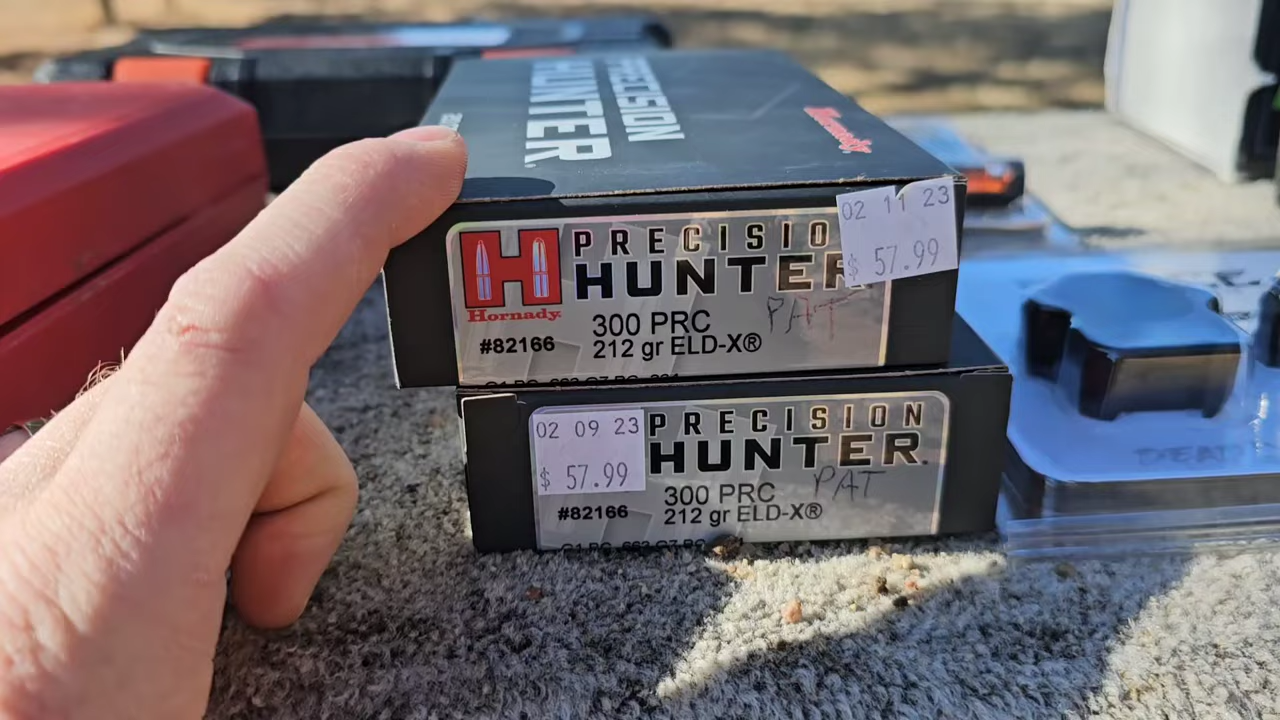 PRECISION
HUNTER
Hornady
02 11 23
$ 57.99
PRECISIO
HUNTER
Hornady
PAT
300 PRC
#82166
212 gr ELD-X®
02 09 23
$ 57.99
PRECISION
HUNTER
PAT
300 PRC
#82166
212 gr ELD-X®